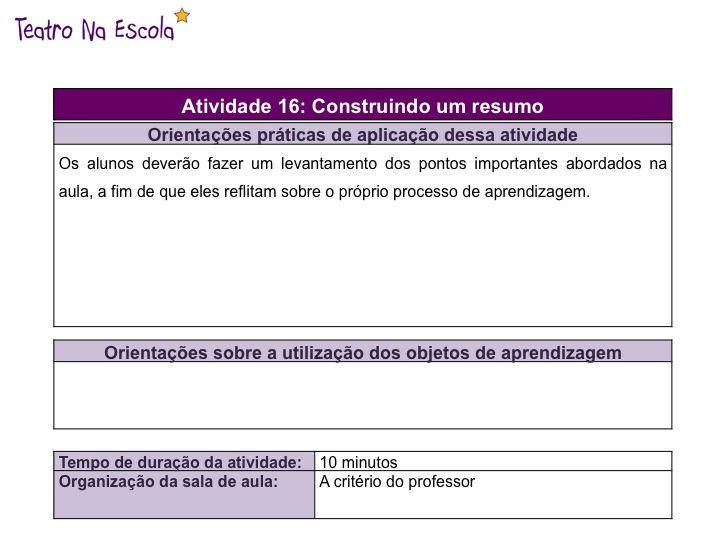 Teatro Na Escola
Atividade 16: Construindo um resumo
Orientações práticas de aplicação dessa atividade
Os alunos deverão fazer um levantamento dos pontos importantes abordados na
aula, a fim de que eles reflitam sobre o próprio processo de aprendizagem.
Orientações sobre a utilização dos objetos de aprendizagem
Tempo de duração da atividade: 10 minutos
Organização da sala de aula: A critério do professor